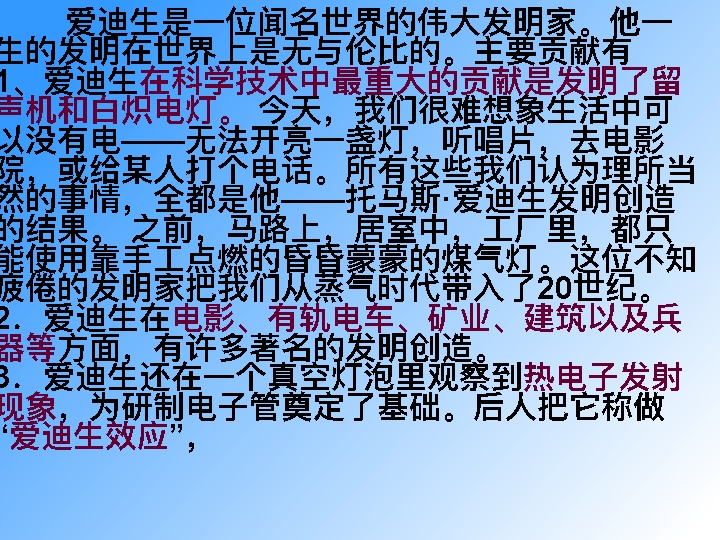 爱迪生是一位闻名世界的伟大发明家。他一
生的发明在世界上是无与伦比的。主要贡献有
1、爱迪生在科学技术中最重大的贡献是发明了留
声机和白炽电灯。 今天，我们很难想象生活中可
以没有电——无法开亮一盏灯，听唱片，去电影
院，或给某人打个电话。所有这些我们认为理所当
然的事情，全都是他——托马斯·爱迪生发明创造
的结果。 之前，马路上，居室中，工厂里，都只
能使用靠手工点燃的昏昏蒙蒙的煤气灯。这位不知
疲倦的发明家把我们从蒸气时代带入了20世纪。
2．爱迪生在电影、有轨电车、矿业、建筑以及兵
器等方面，有许多著名的发明创造。
3．爱迪生还在一个真空灯泡里观察到热电子发射
现象，为研制电子管奠定了基础。后人把它称做
“爱迪生效应”，